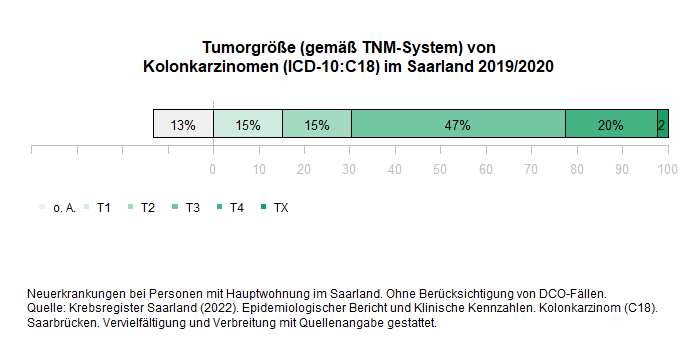 Tumorgröße (gemäß TNM-System) von
Kolonkarzinomen (ICD-10:C18) im Saarland 2019/2020
13% 15% 15% 47% 20% 2
0 10 20 30 40 50 60 70 80 90 100
o. A. T1 T2 T3 T4 TX
Neuerkrankungen bei Personen mit Hauptwohnung im Saarland. Ohne Berücksichtigung von DCO-Fällen.
Quelle: Krebsregister Saarland (2022). Epidemiologischer Bericht und Klinische Kennzahlen. Kolonkarzinom (C18).
Saarbrücken. Vervielfältigung und Verbreitung mit Quellenangabe gestattet.